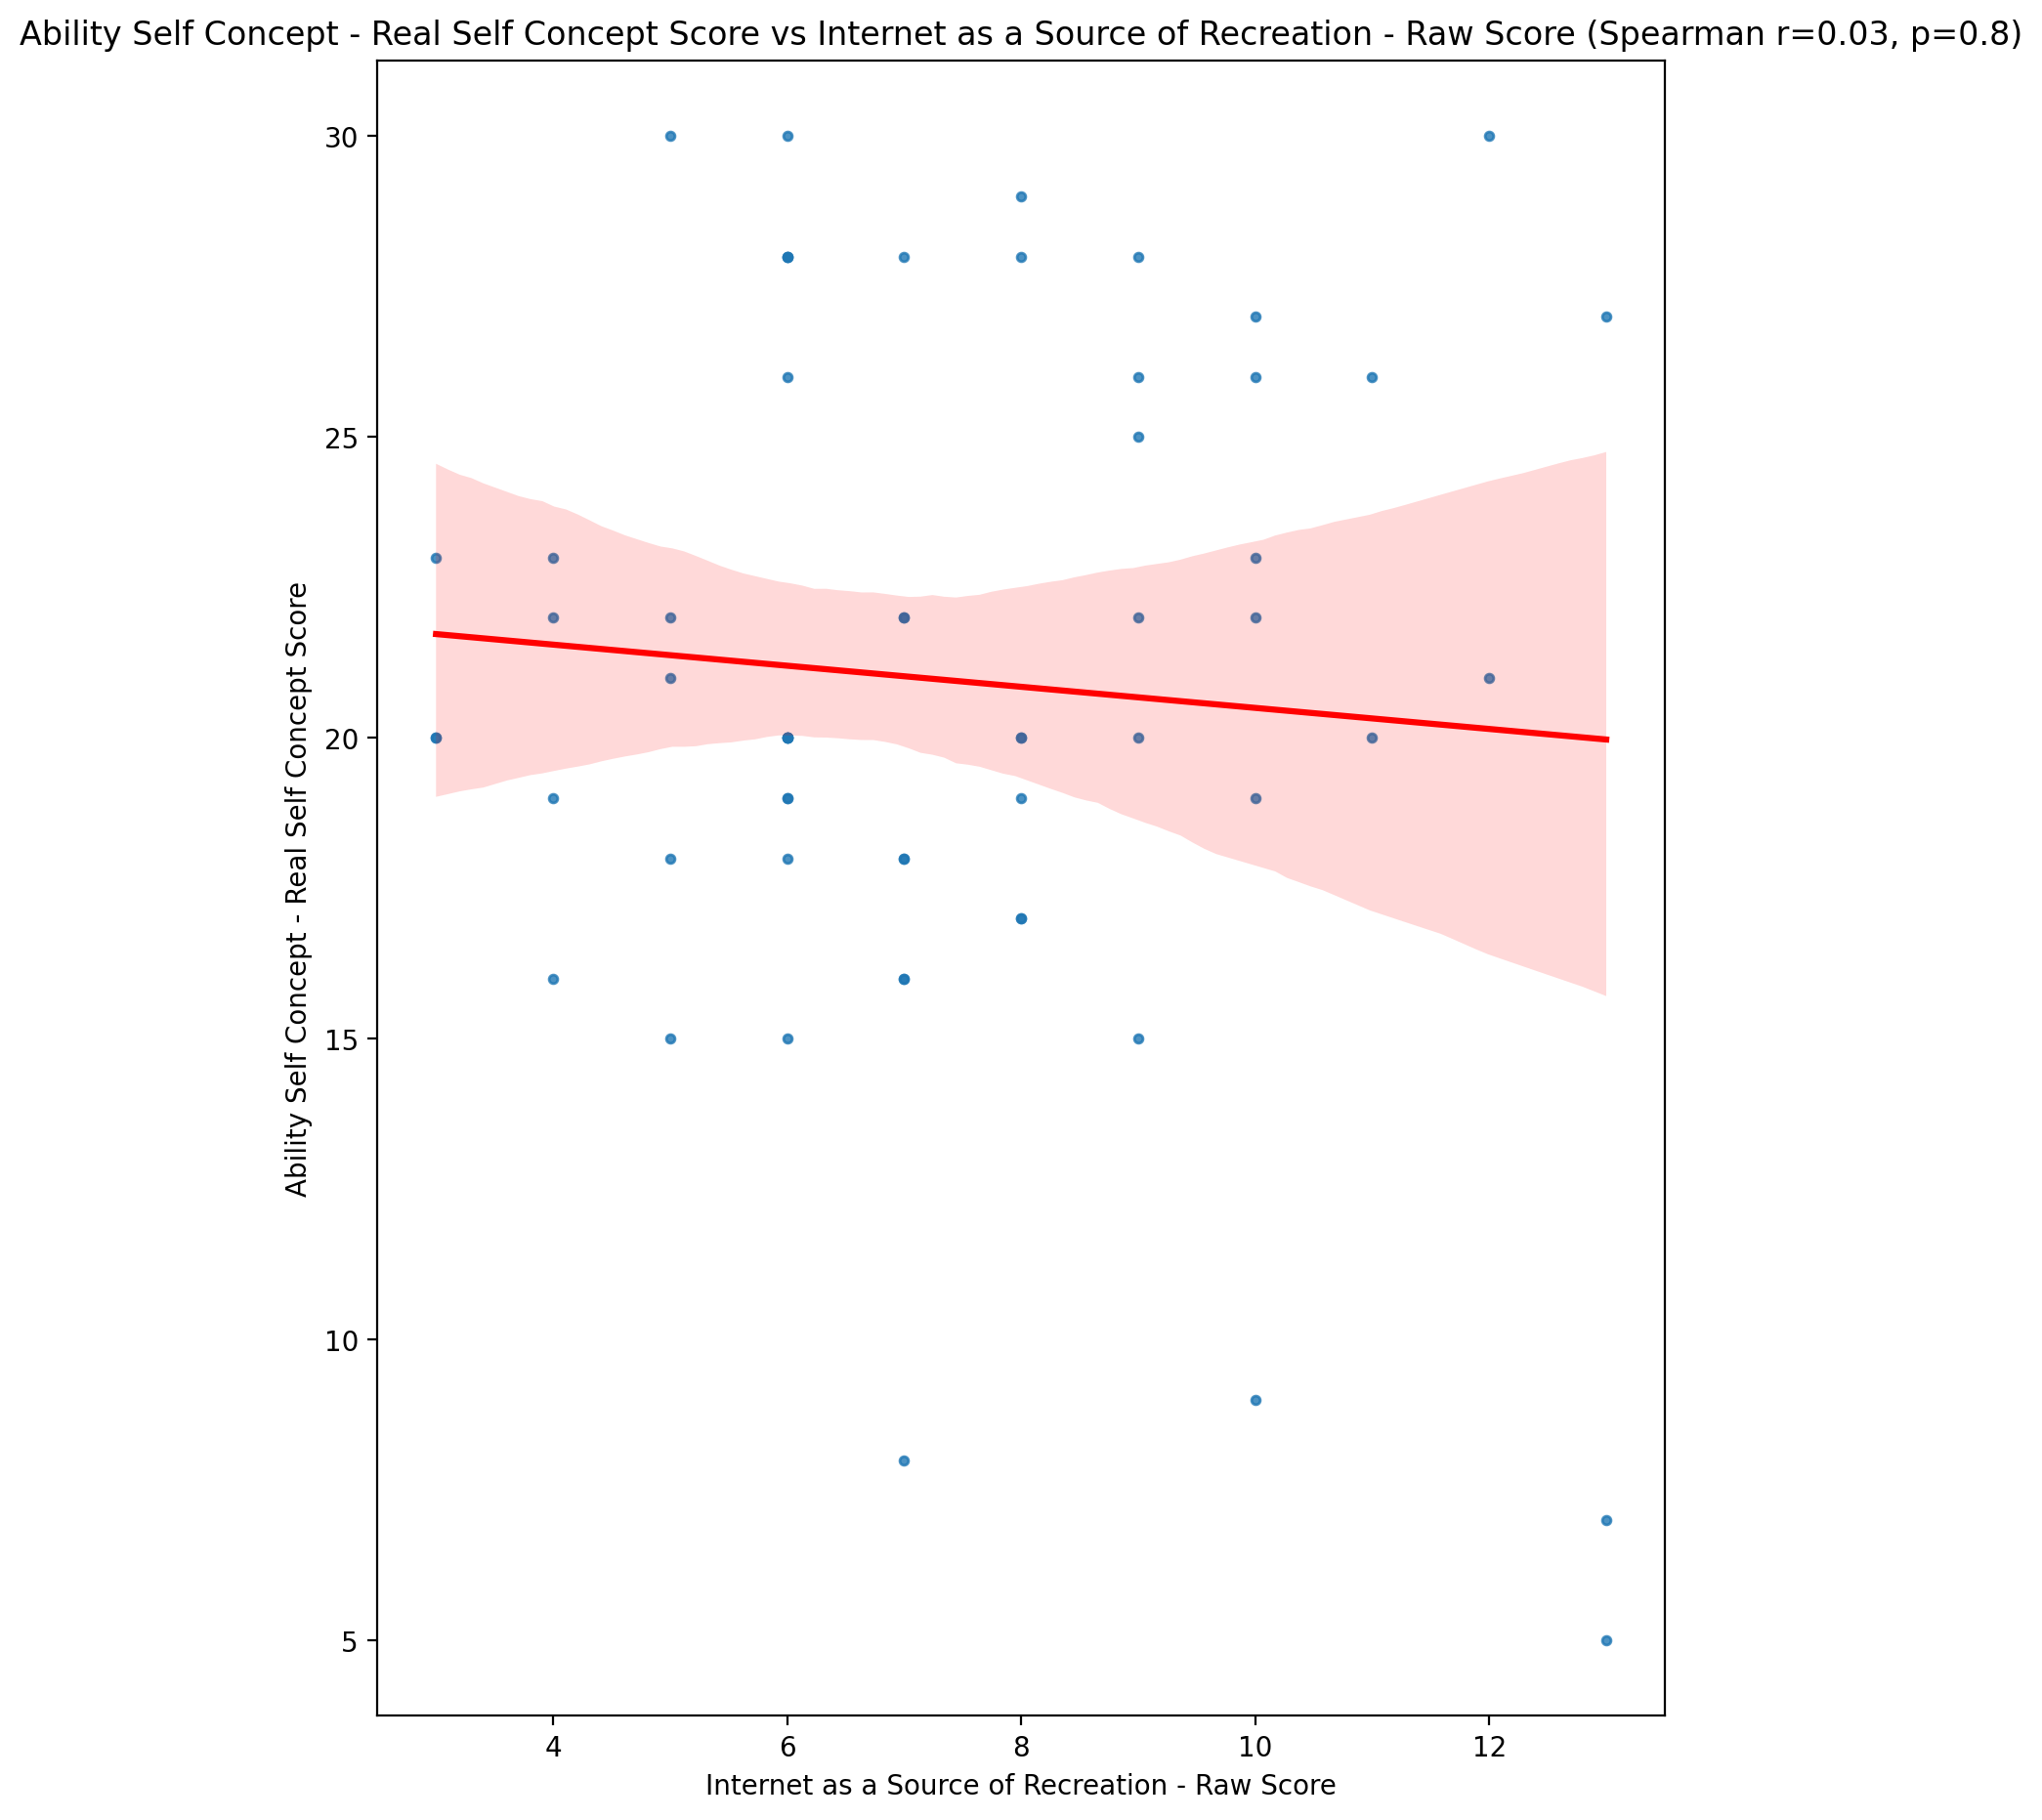 Ability Self Concept - Real Self Concept Score vs Internet as a Source of Recreation - Raw Score (Spearman r=0.03, p=0.8)
30
25
20
15
10
5
Ability Self Concept - Real Self Concept Score
4 6 8 10 12
Internet as a Source of Recreation - Raw Score